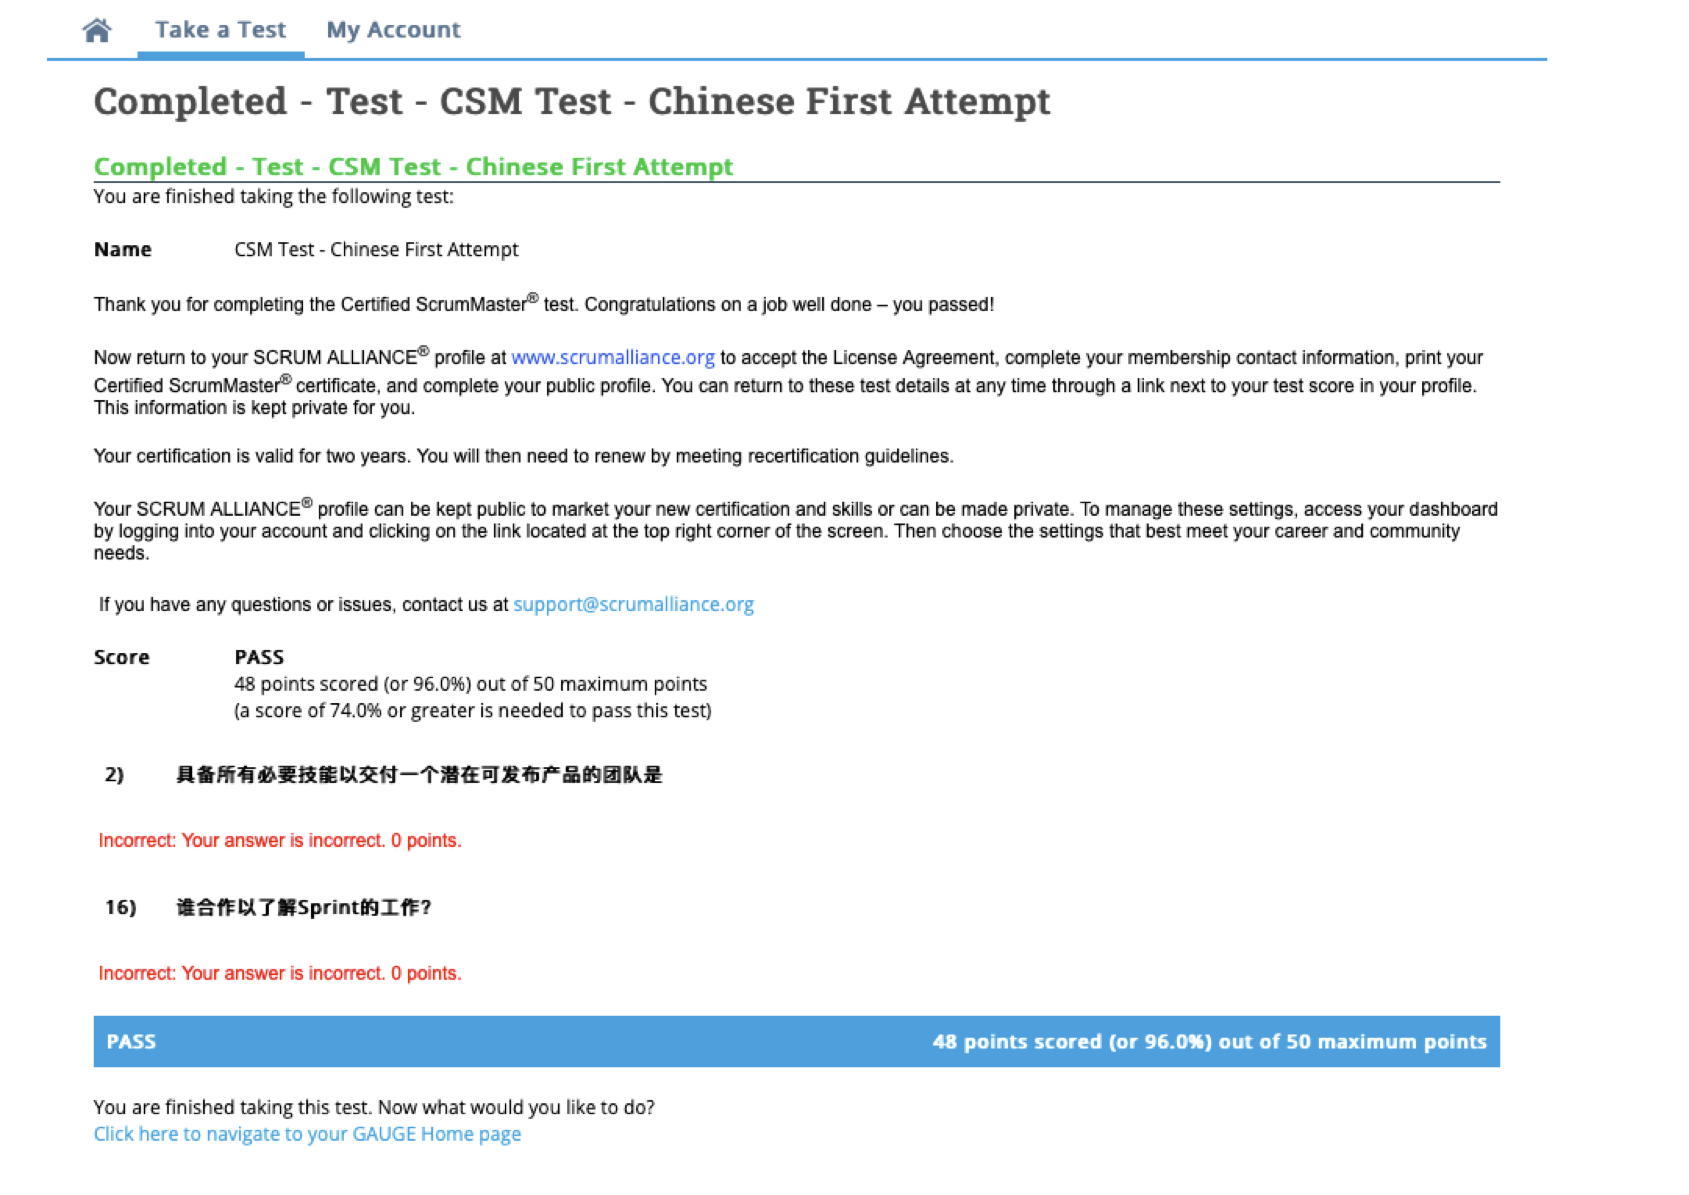 Take a Test My Account
Completed - Test - CSM Test - Chinese First Attempt
Completed - Test - CSM Test - Chinese First Attempt
You are finished taking the following test:
Name CSM Test - Chinese First Attempt
Thank you for completing the Certified ScrumMaster® test. Congratulations on a job well done – you passed!
Now return to your SCRUM ALLIANCE® profile at www.scrumalliance.org to accept the License Agreement, complete your membership contact information, print your
Certified ScrumMaster® certificate, and complete your public profile. You can return to these test details at any time through a link next to your test score in your profile.
This information is kept private for you.
Your certification is valid for two years. You will then need to renew by meeting recertification guidelines.
Your SCRUM ALLIANCE® profile can be kept public to market your new certification and skills or can be made private. To manage these settings, access your dashboard
by logging into your account and clicking on the link located at the top right corner of the screen. Then choose the settings that best meet your career and community
needs.
If you have any questions or issues, contact us at support@scrumalliance.org
Score PASS
48 points scored (or 96.0%) out of 50 maximum points
(a score of 74.0% or greater is needed to pass this test)
2) 具备所有必要技能以交付一个潜在可发布产品的团队是
Incorrect: Your answer is incorrect. 0 points.
16) 谁合作以了解Sprint的工作?
Incorrect: Your answer is incorrect. 0 points.
PASS 48 points scored (or 96.0%) out of 50 maximum points
You are finished taking this test. Now what would you like to do?
Click here to navigate to your GAUGE Home page